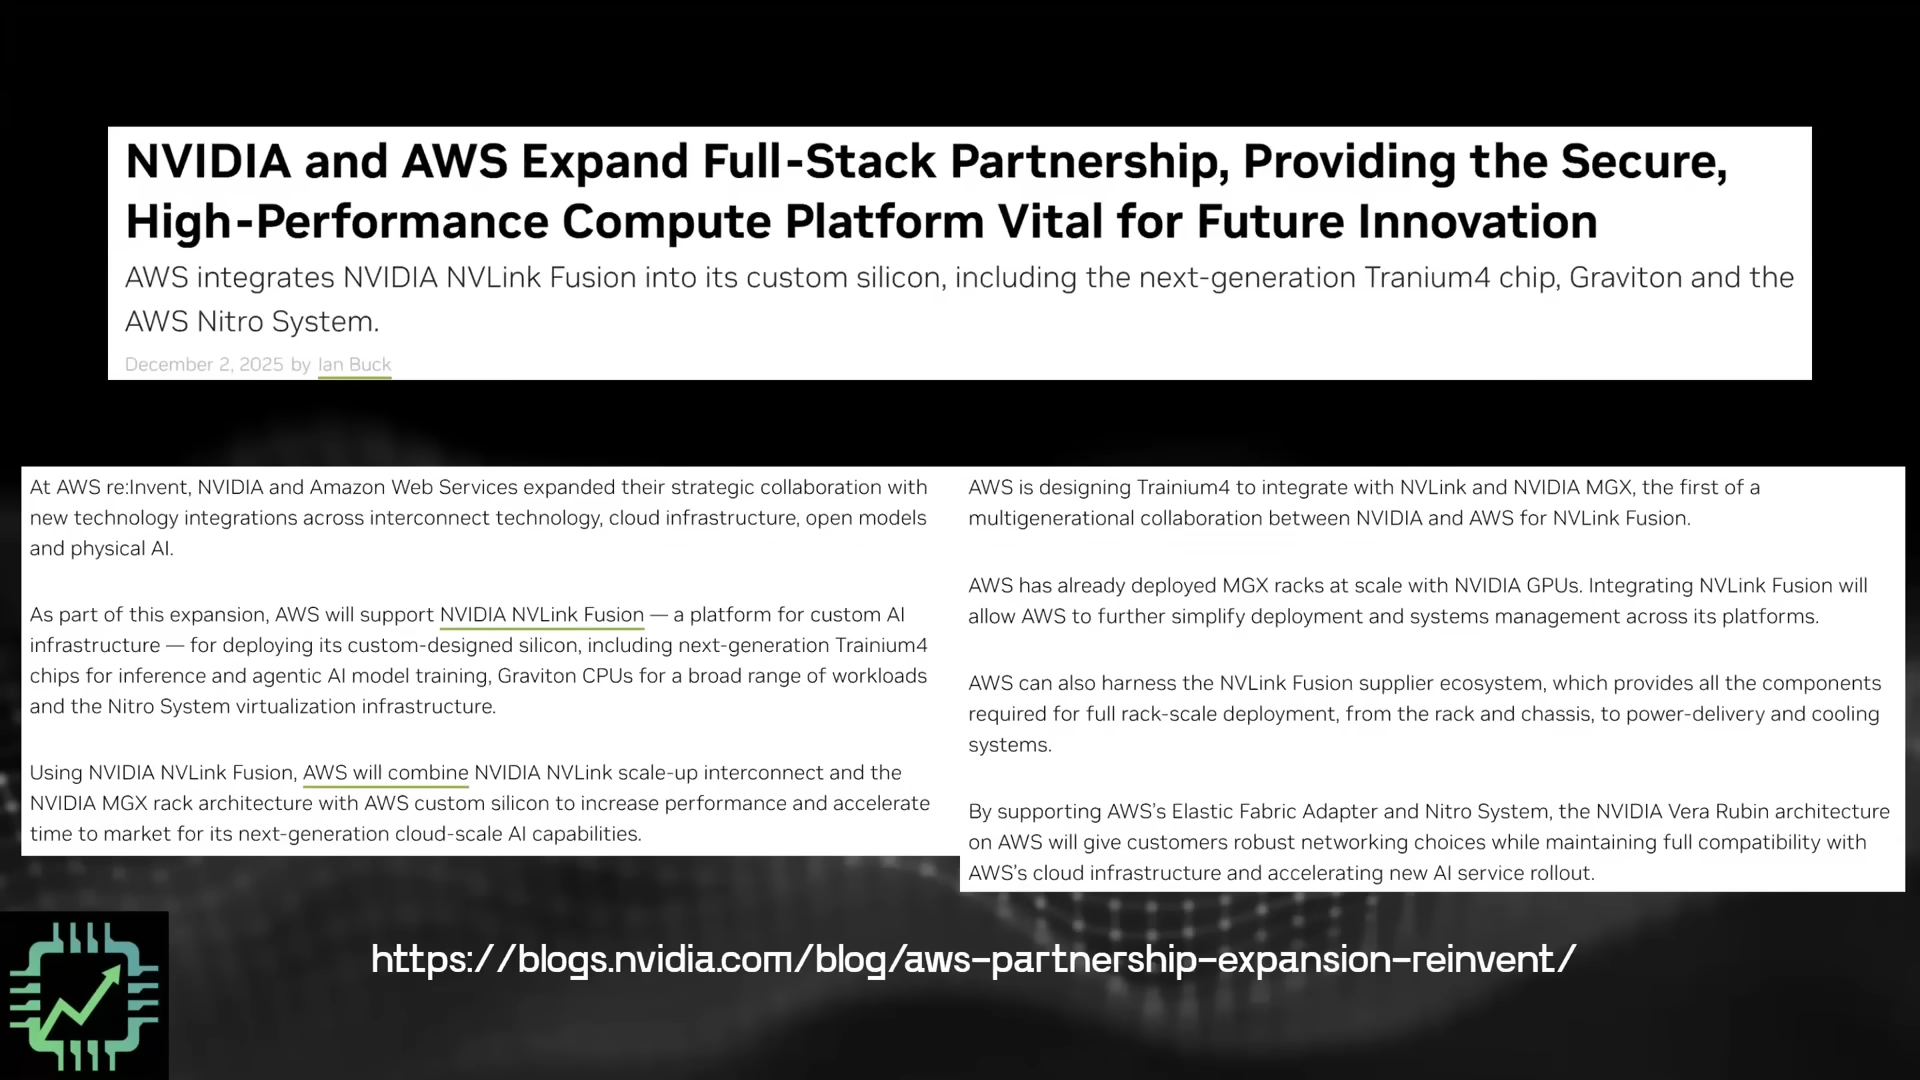 NVIDIA and AWS Expand Full-Stack Partnership, Providing the Secure,
High-Performance Compute Platform Vital for Future Innovation
AWS integrates NVIDIA NVLink Fusion into its custom silicon, including the next-generation Tranium4 chip, Graviton and the
AWS Nitro System.
December 2, 2025 by Ian Buck
At AWS re:Invent, NVIDIA and Amazon Web Services expanded their strategic collaboration with
new technology integrations across interconnect technology, cloud infrastructure, open models
and physical AI.
As part of this expansion, AWS will support NVIDIA NVLink Fusion — a platform for custom AI
infrastructure — for deploying its custom-designed silicon, including next-generation Trainium4
chips for inference and agentic AI model training, Graviton CPUs for a broad range of workloads
and the Nitro System virtualization infrastructure.
Using NVIDIA NVLink Fusion, AWS will combine NVIDIA NVLink scale-up interconnect and the
NVIDIA MGX rack architecture with AWS custom silicon to increase performance and accelerate
time to market for its next-generation cloud-scale AI capabilities.
AWS is designing Trainium4 to integrate with NVLink and NVIDIA MGX, the first of a
multigenerational collaboration between NVIDIA and AWS for NVLink Fusion.
AWS has already deployed MGX racks at scale with NVIDIA GPUs. Integrating NVLink Fusion will
allow AWS to further simplify deployment and systems management across its platforms.
AWS can also harness the NVLink Fusion supplier ecosystem, which provides all the components
required for full rack-scale deployment, from the rack and chassis, to power-delivery and cooling
systems.
By supporting AWS’s Elastic Fabric Adapter and Nitro System, the NVIDIA Vera Rubin architecture
on AWS will give customers robust networking choices while maintaining full compatibility with
AWS’s cloud infrastructure and accelerating new AI service rollout.
https://blogs.nvidia.com/blog/aws-partnership-expansion-reinvent/